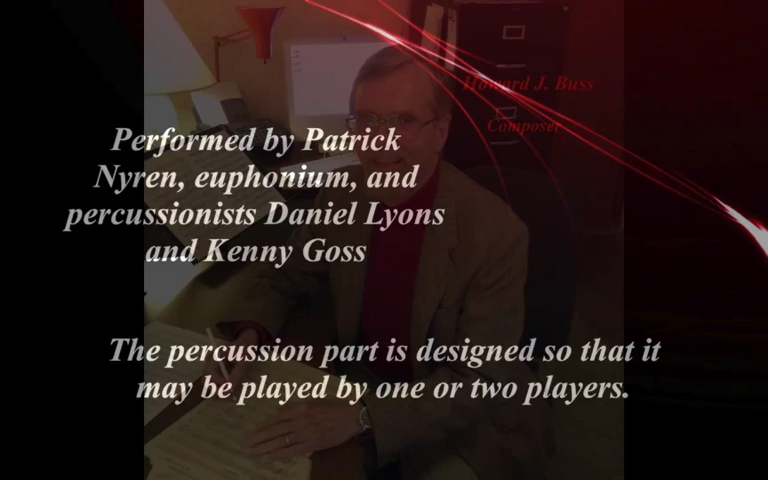 Howard J. Buss
Composer
Performed by Patrick
Nyren, euphonium, and
percussionists Daniel Lyons
and Kenny Goss
The percussion part is designed so that it
may be played by one or two players.